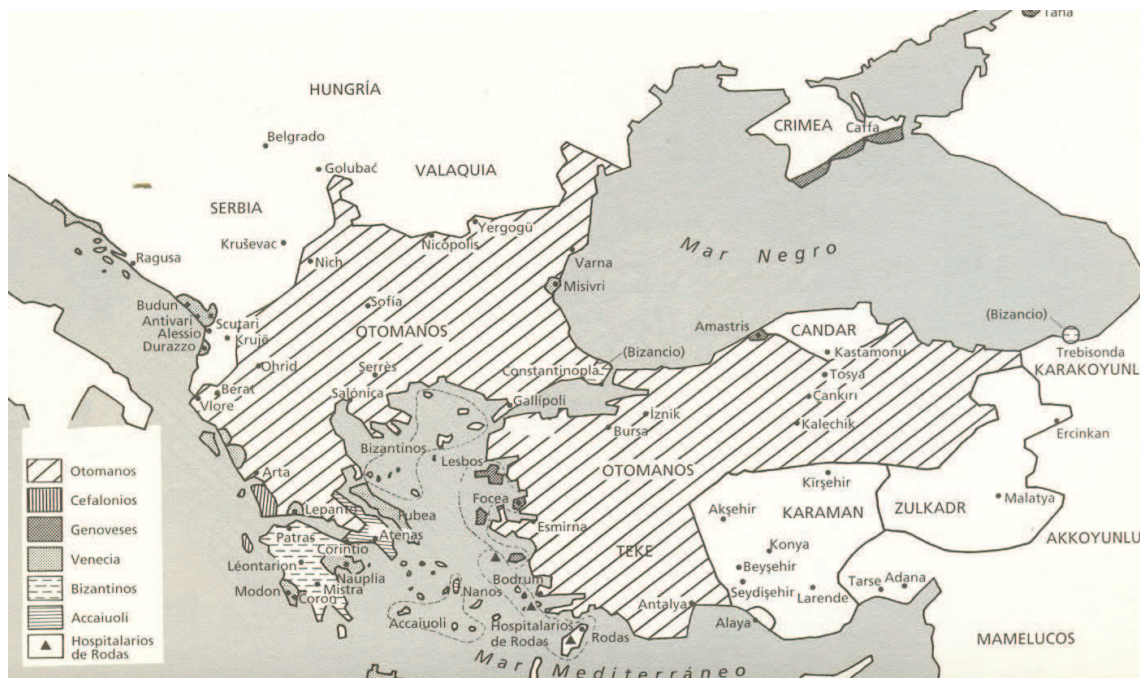 Tana
HUNGRÍA
CRIMEA
Caffa
Belgrado
Golubać
VALAQUIA
SERBIA
Yergogü
Kruševac
Nicópolis
Mar Negro
Ragusa
Nich
Varna
Misivri
Budun
Sofía
Antivari
Scutari
Alessio
Krujë
Durazzo
OTOMANOS
Amastris
CANDAR
(Bizancio)
(Bizancio)
Kastamonu
Trebisonda
Ohrid
Serrès
Constantinopla
Tosya
KARAKOYUNLU
Berat
Vlore
Salónica
Gallípoli
Iznik
Çankırı
Bursa
Kalechik
Ercinkan
Bizantinos
Lesbos
OTOMANOS
Arta
Kırşehir
Focea
Malatya
Lepanto
Eubea
Akşehir
KARAMAN
ZULKADR
Esmirna
Patras
Atenas
Corintio
AKKOYUNLU
Konya
TEKE
Léontarion
Beyşehir
Nauplia
Bodrum
Tarse
Adana
Mistra
Nanos
Seydişehir
Larende
Modon
Coron
Antalya
Accaiuoli
Hospitalarios
de Rodas
Rodas
Alaya
MAMELUCOS
Mar Mediterráneo
Otomanos
Cefalonios
Genoveses
Venecia
Bizantinos
Accaiuoli
Hospitalarios
de Rodas